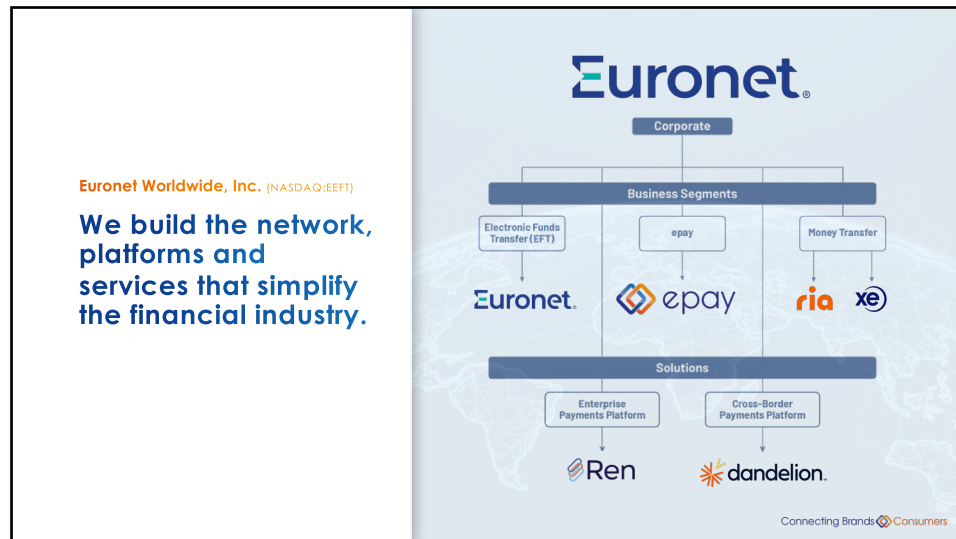 Euronet Worldwide, Inc. (NASDAQ:EEFT)
We build the network,
platforms and
services that simplify
the financial industry.
Euronet®
Corporate
Business Segments
Electronic Funds
Transfer (EFT)
epay
Money Transfer
Euronet®
epay
ria
xe
Solutions
Enterprise
Payments Platform
Cross-Border
Payments Platform
Ren
dandelion™
Connecting Brands Consumers